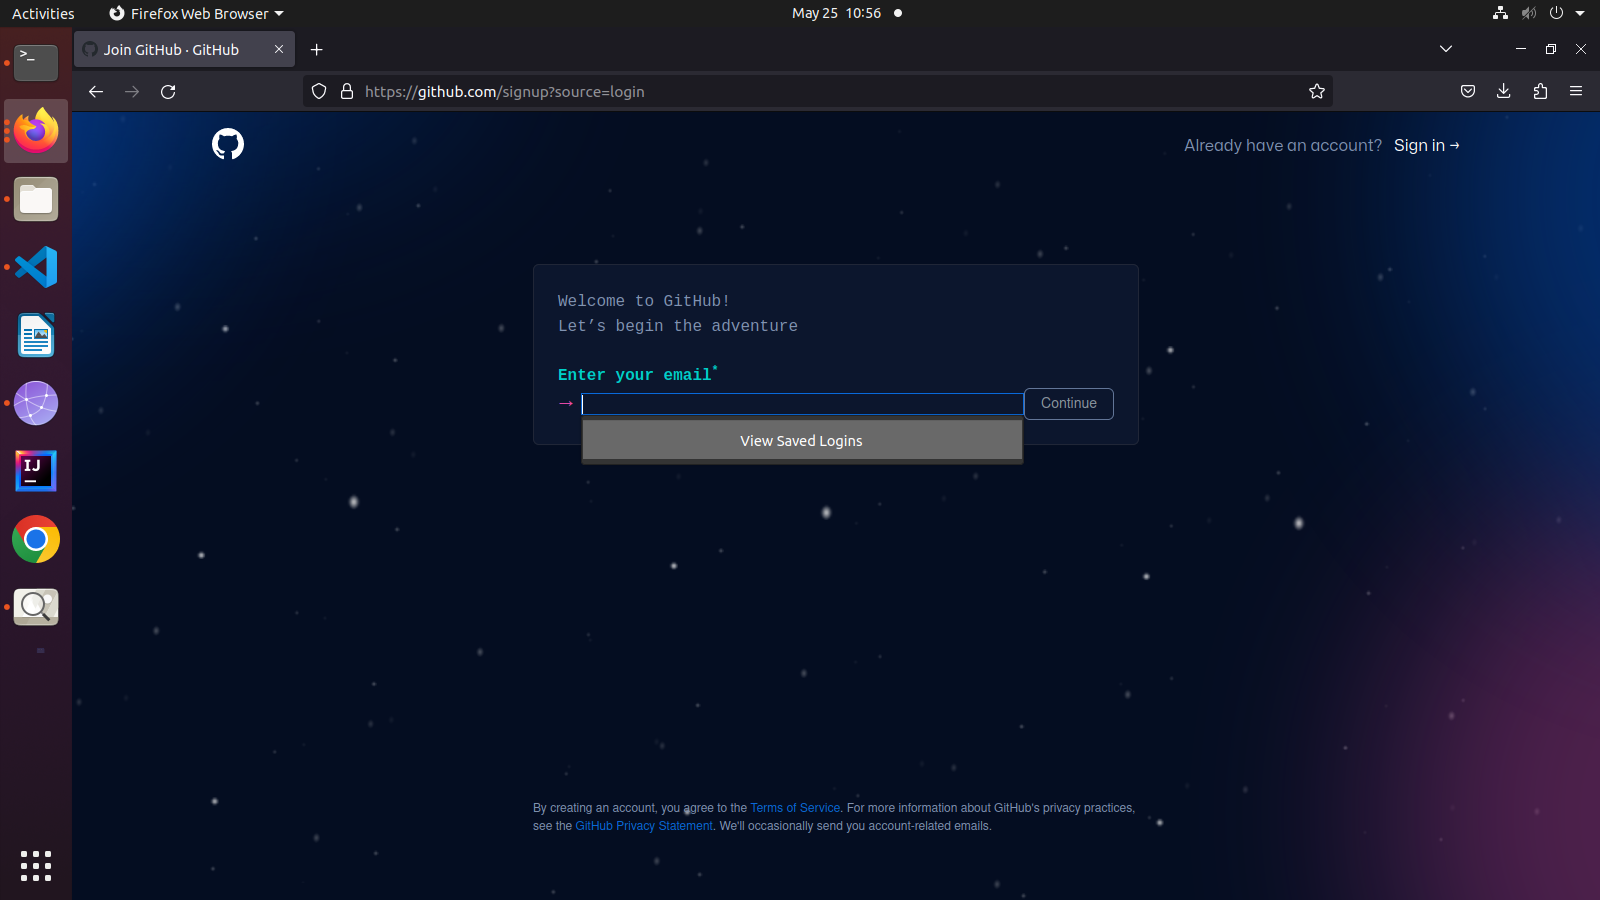 Activities
Firefox Web Browser
May 25 10:56
Join GitHub · GitHub
https://github.com/signup?source=login
Already have an account? Sign in →
Welcome to GitHub!
Let’s begin the adventure
Enter your email*
→
Continue
View Saved Logins
By creating an account, you agree to the Terms of Service. For more information about GitHub's privacy practices,
see the GitHub Privacy Statement. We'll occasionally send you account-related emails.
>_
IJ